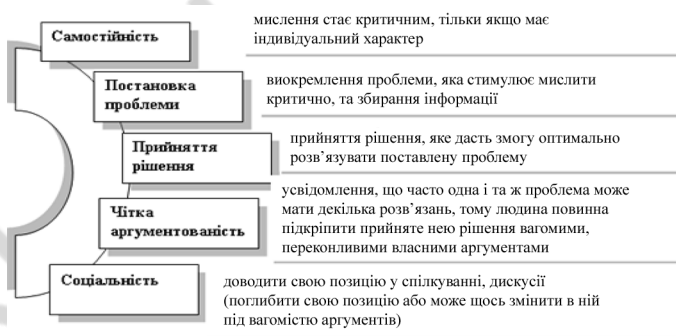 Самостійність
мислення стає критичним, тільки якщо має
індивідуальний характер
Постановка
проблеми
виокремлення проблеми, яка стимулює мислити
критично, та збирання інформації
Прийняття
рішення
прийняття рішення, яке дасть змогу оптимально
розв’язувати поставлену проблему
Чітка
аргументованість
усвідомлення, що часто одна і та ж проблема може
мати декілька розв’язань, тому людина повинна
підкріпити прийняте нею рішення вагомими,
переконливими власними аргументами
Соціальність
доводити свою позицію у спілкуванні, дискусії
(поглибити свою позицію або може щось змінити в ній
під вагомістю аргументів)